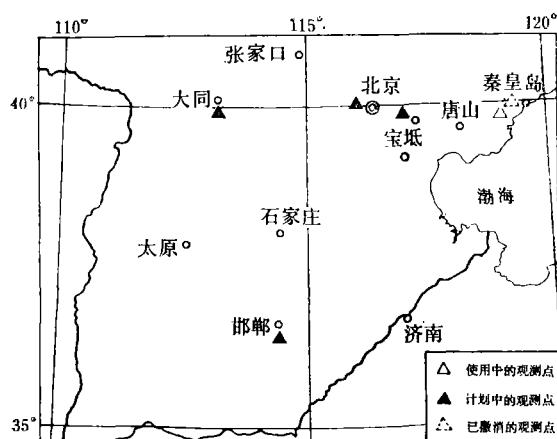 110°
115°
120°
张家口
北京
秦皇岛
40°
大同
唐山
宝坻
渤海
石家庄
太原
邯郸
济南
使用中的观测点
计划中的观测点
已撤消的观测点
35°